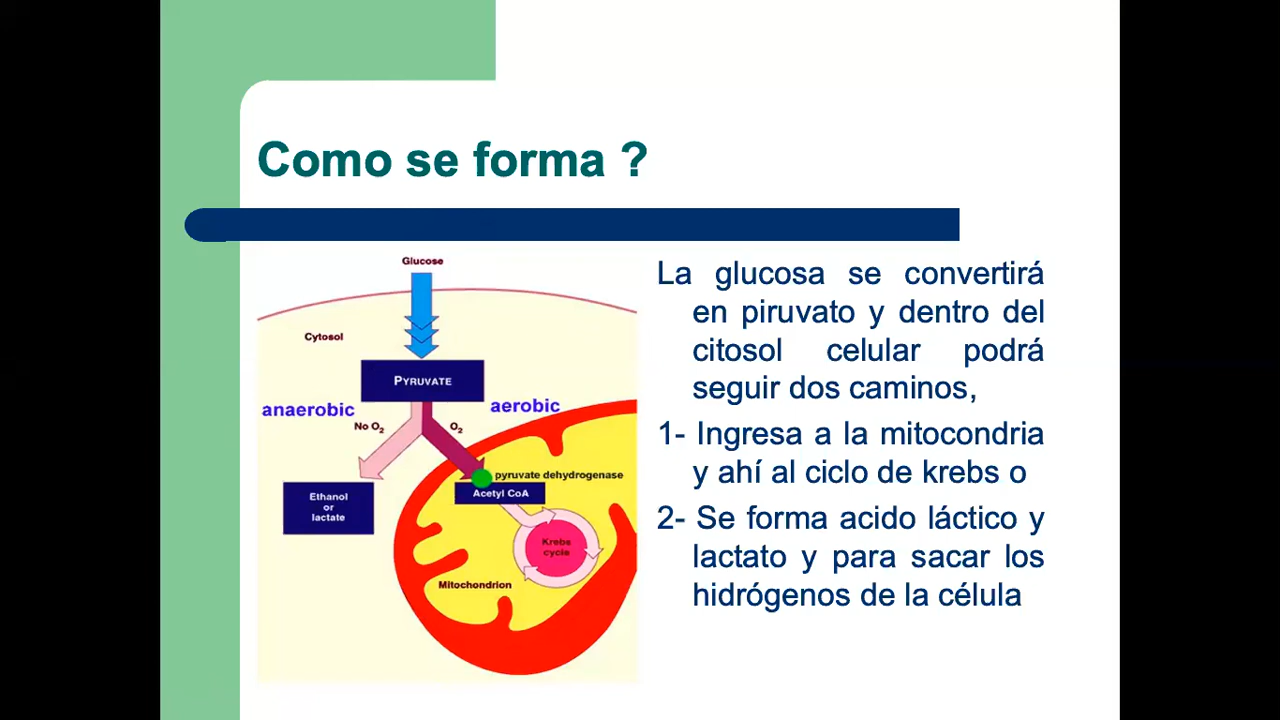 Como se forma ?
Glucose
Cytosol
PYRUVATE
anaerobic
aerobic
No O2
O2
pyruvate dehydrogenase
Acetyl CoA
Ethanol
or
lactate
Krebs
cycle
Mitochondrion
La glucosa se convertirá
en piruvato y dentro del
citosol celular podrá
seguir dos caminos,
1- Ingresa a la mitocondria
y ahí al ciclo de krebs o
2- Se forma acido láctico y
lactato y para sacar los
hidrógenos de la célula